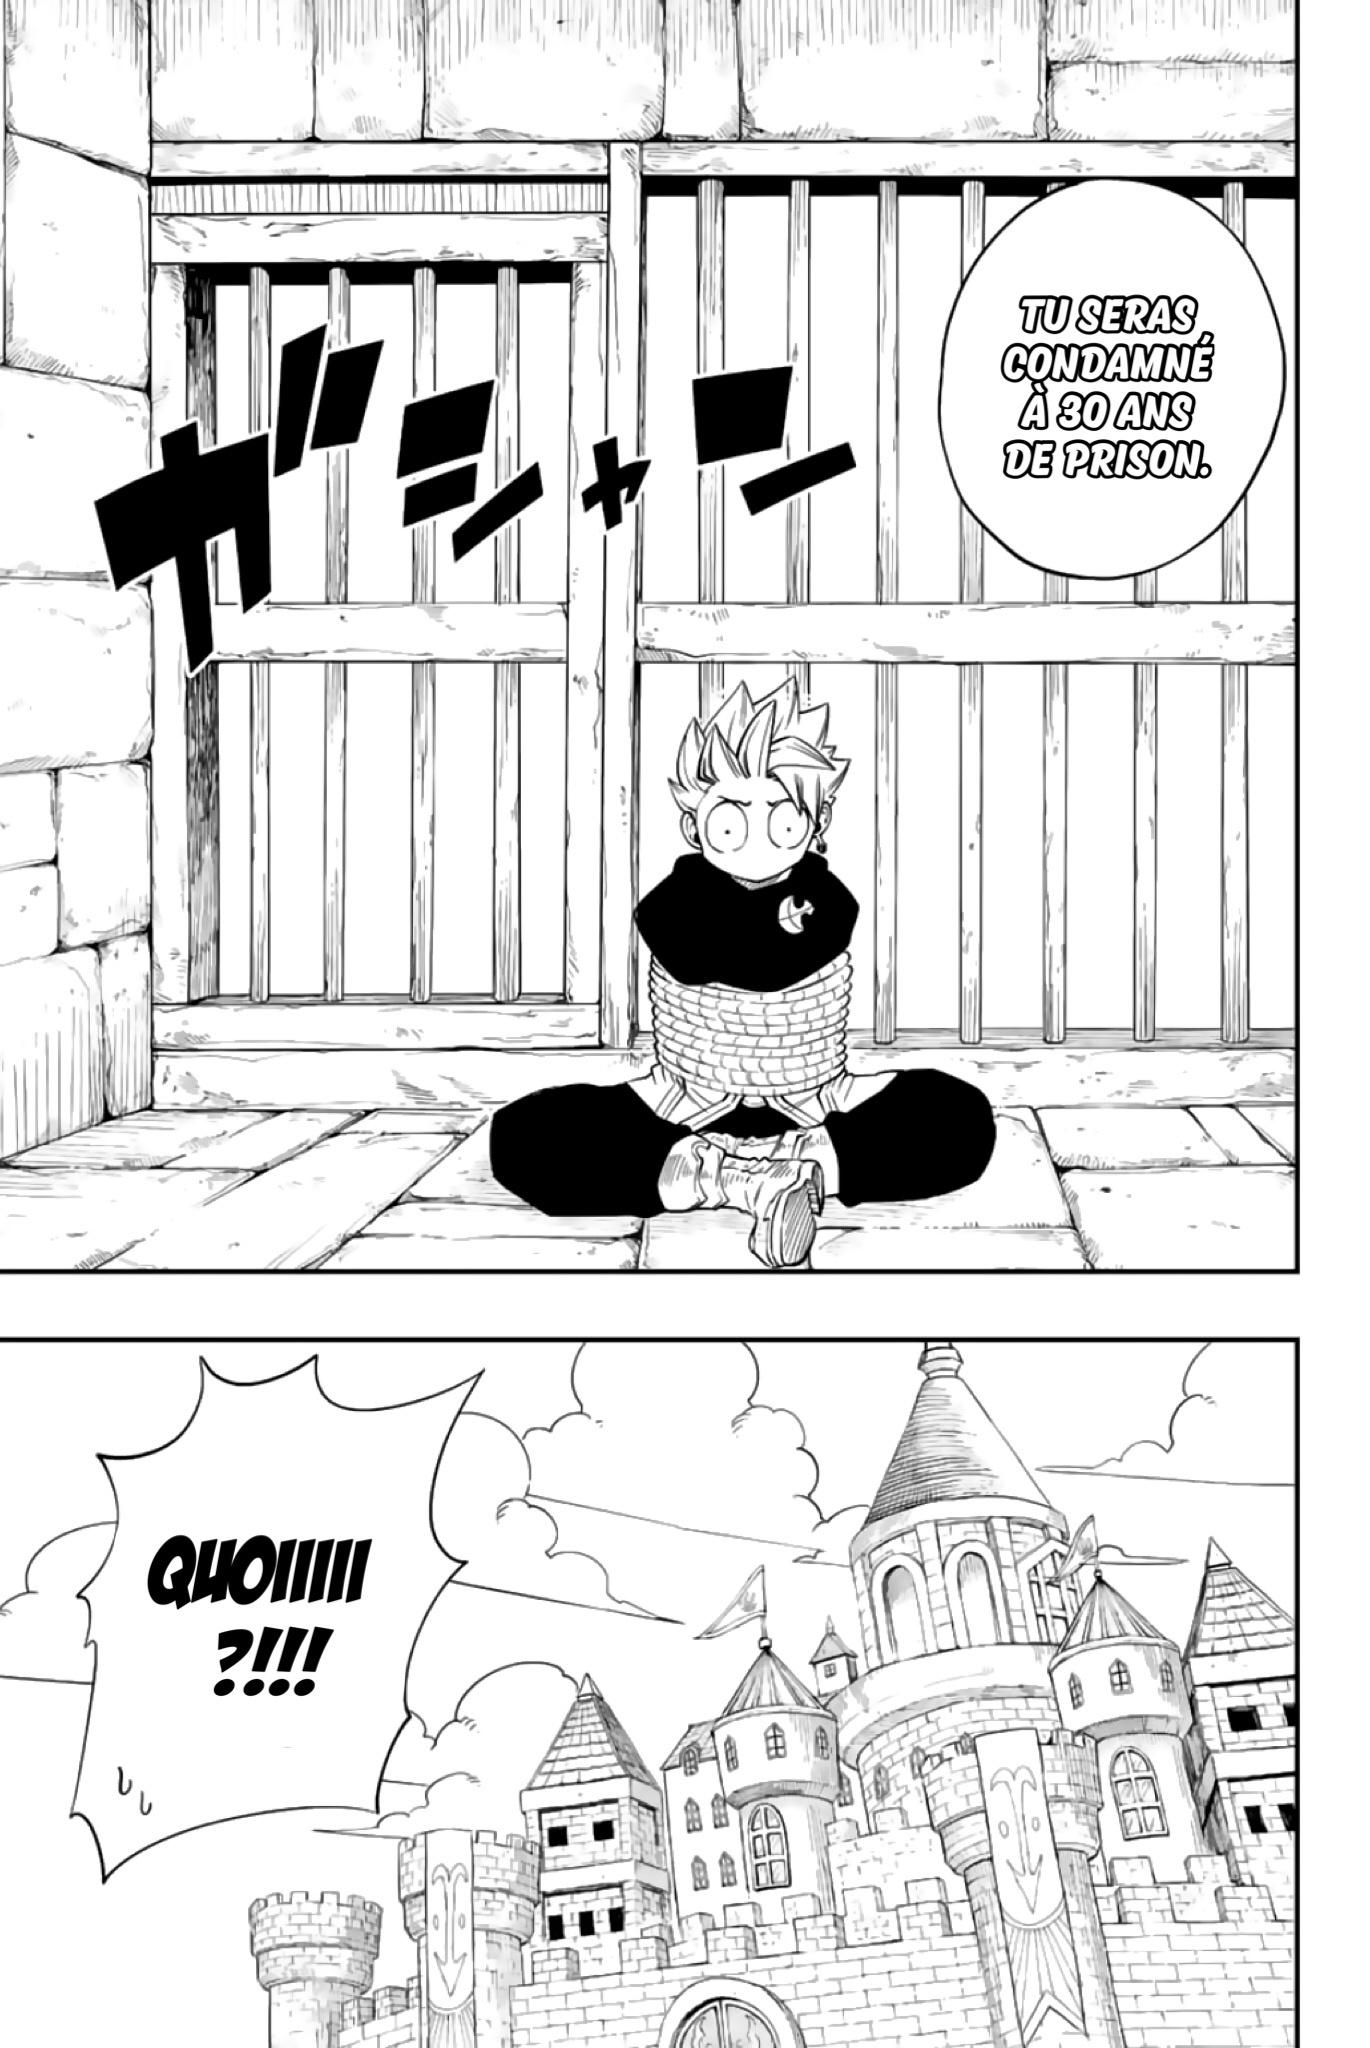 TU SERAS
CONDAMNÉ
À 30 ANS
DE PRISON.
ガシャン
QUOIIIII
?!!!